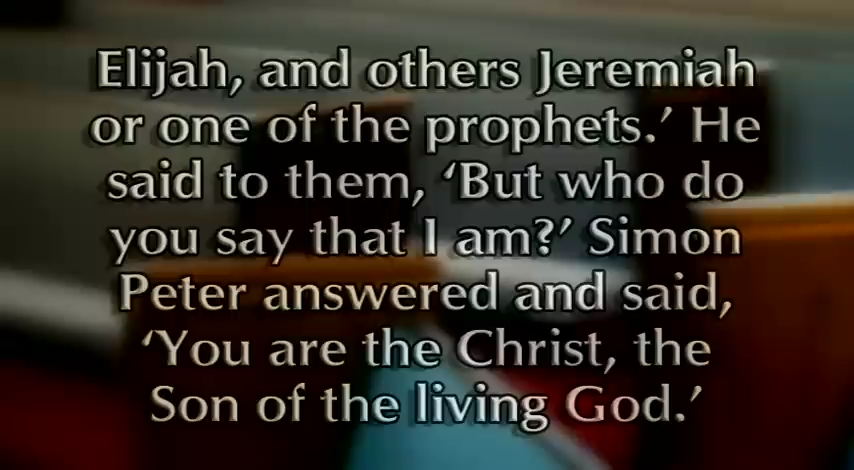 Elijah, and others Jeremiah
or one of the prophets.’ He
said to them, ‘But who do
you say that I am?’ Simon
Peter answered and said,
‘You are the Christ, the
Son of the living God.’